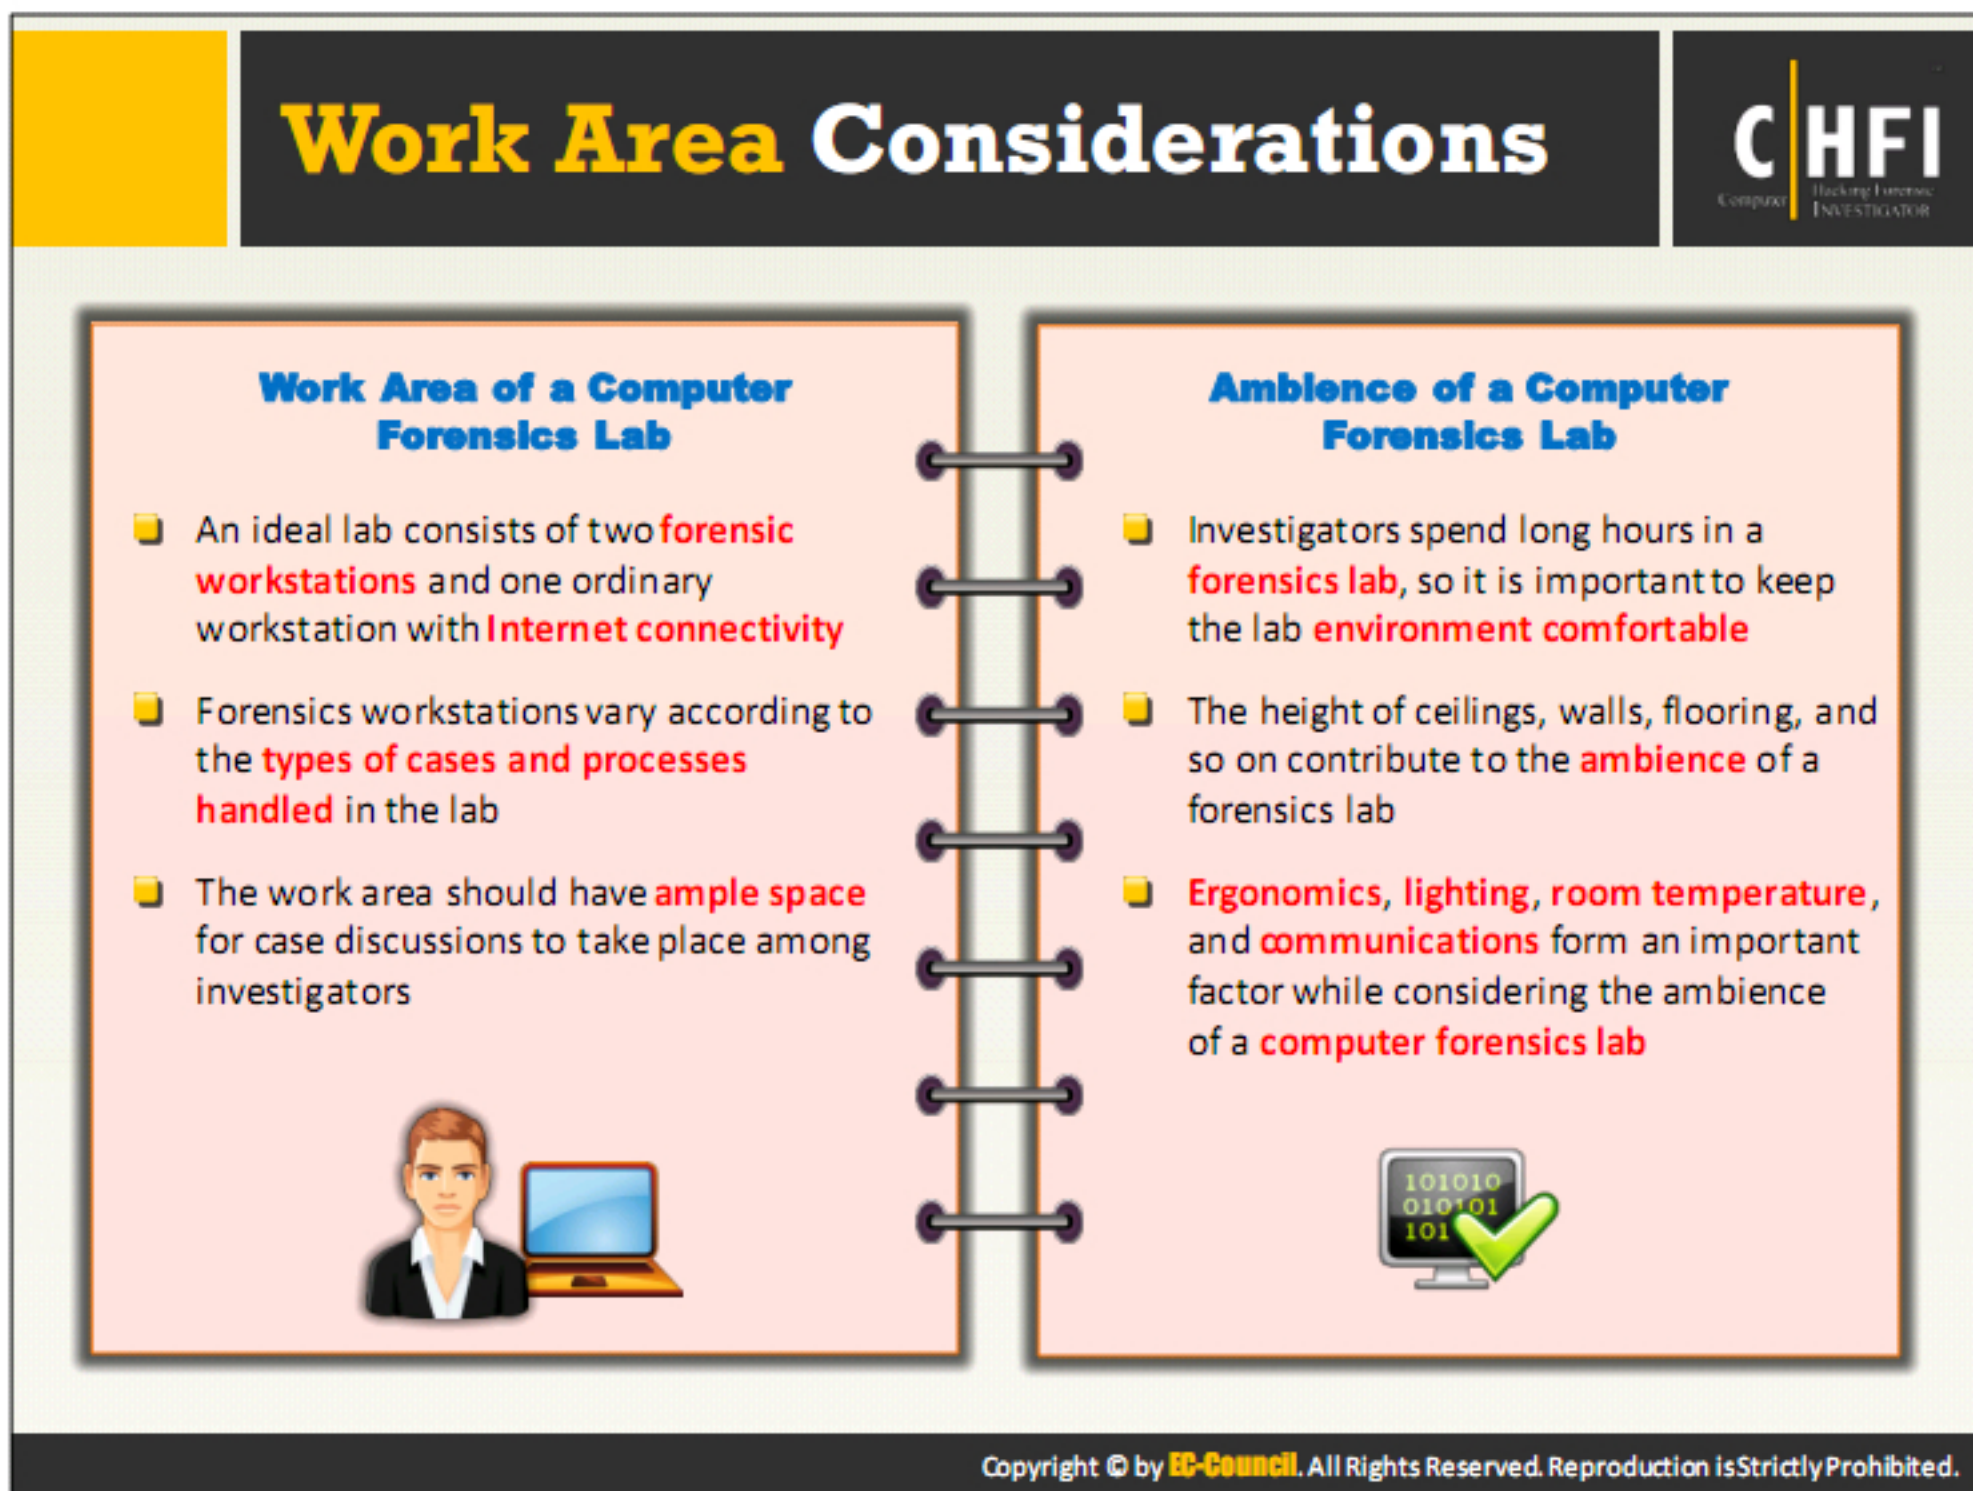 Work Area Considerations
C HFI
Computer Hacking Forensic
INVESTIGATOR
Work Area of a Computer
Forensics Lab
An ideal lab consists of two forensic
workstations and one ordinary
workstation with Internet connectivity
Forensics workstations vary according to
the types of cases and processes
handled in the lab
The work area should have ample space
for case discussions to take place among
investigators
Ambience of a Computer
Forensics Lab
Investigators spend long hours in a
forensics lab, so it is important to keep
the lab environment comfortable
The height of ceilings, walls, flooring, and
so on contribute to the ambience of a
forensics lab
Ergonomics, lighting, room temperature,
and communications form an important
factor while considering the ambience
of a computer forensics lab
101010
010101
101
Copyright © by EC-Council. All Rights Reserved. Reproduction is Strictly Prohibited.